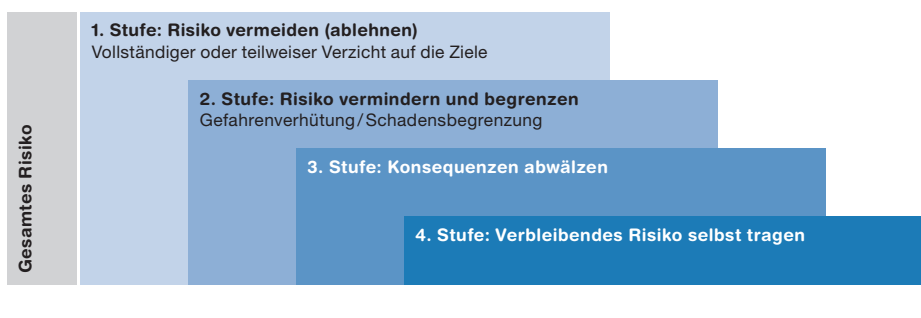 Gesamtes Risiko
1. Stufe: Risiko vermeiden (ablehnen)
Vollständiger oder teilweiser Verzicht auf die Ziele
2. Stufe: Risiko vermindern und begrenzen
Gefahrenverhütung/Schadensbegrenzung
3. Stufe: Konsequenzen abwälzen
4. Stufe: Verbleibendes Risiko selbst tragen